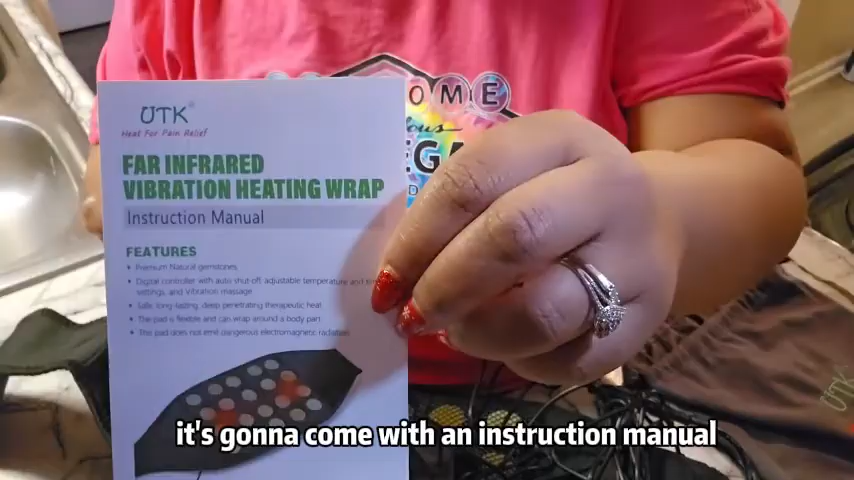 UTK®
Heat For Pain Relief
FAR INFRARED
VIBRATION HEATING WRAP
Instruction Manual
FEATURES
• Premium Natural gemstones
• Digital controller with auto shut-off, adjustable temperature and
settings, and vibration massage
• Safe, long-lasting, deep penetrating therapeutic heat
• The pad is flexible and can wrap around a body part
• The pad does not emit dangerous electromagnetic radiation
OME
UTK
it's gonna come with an instruction manual